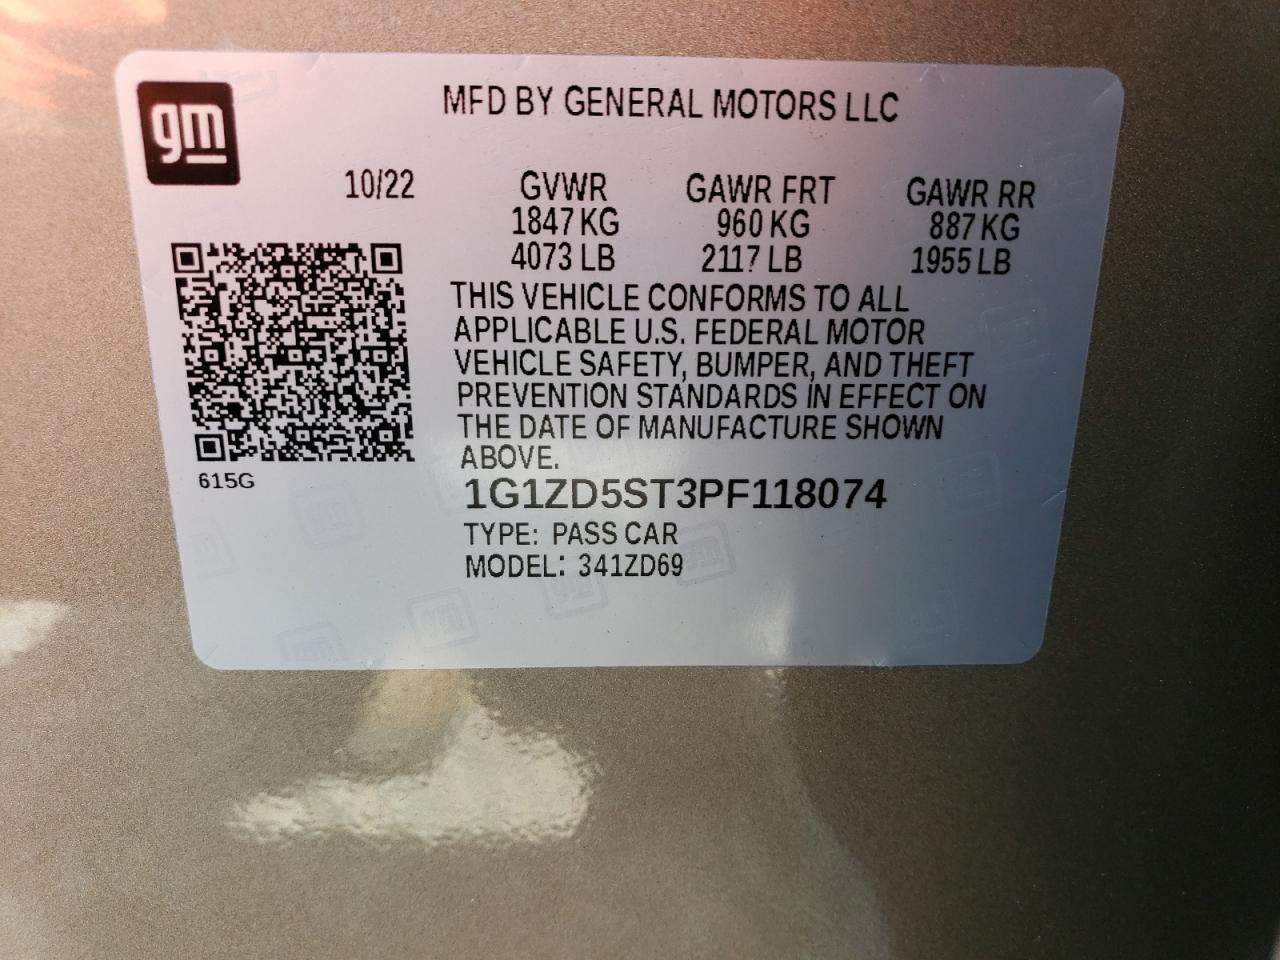 gm
MFD BY GENERAL MOTORS LLC
10/22 GVWR GAWR FRT GAWR RR
1847 KG 960 KG 887 KG
4073 LB 2117 LB 1955 LB
THIS VEHICLE CONFORMS TO ALL
APPLICABLE U.S. FEDERAL MOTOR
VEHICLE SAFETY, BUMPER, AND THEFT
PREVENTION STANDARDS IN EFFECT ON
THE DATE OF MANUFACTURE SHOWN
ABOVE.
615G
1G1ZD5ST3PF118074
TYPE: PASS CAR
MODEL: 341ZD69